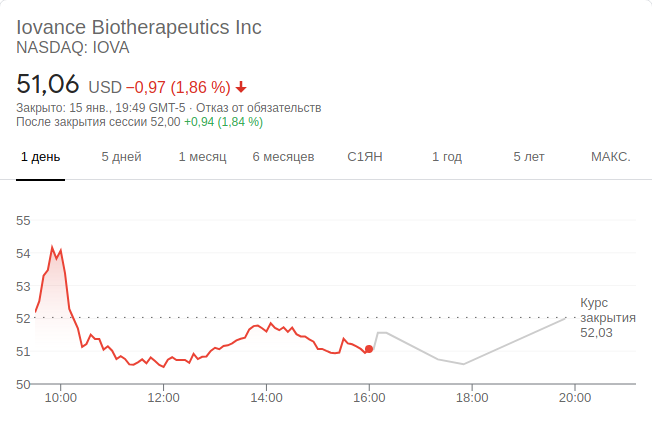 Iovance Biotherapeutics Inc
NASDAQ: IOVA
51,06 USD −0,97 (1,86 %)
Закрыто: 15 янв., 19:49 GMT-5 · Отказ от обязательств
После закрытия сессии 52,00 +0,94 (1,84 %)
1 день 5 дней 1 месяц 6 месяцев С1ЯН 1 год 5 лет МАКС.
55
54
53
52
51
50
Курс
закрытия
52,03
10:00 12:00 14:00 16:00 18:00 20:00